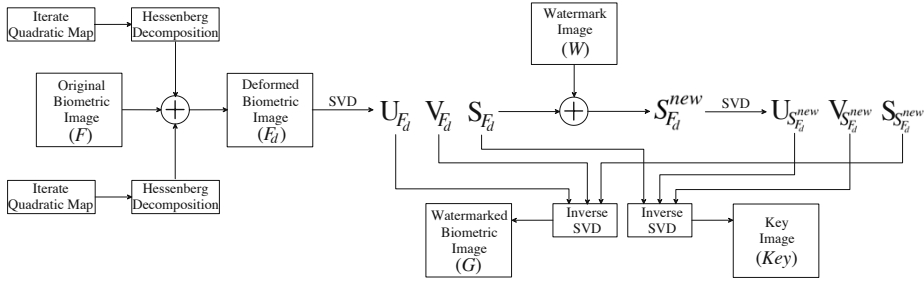 Iterate
Quadratic Map
Hessenberg
Decomposition
Original
Biometric
Image
(F)
+
Deformed
Biometric
Image
(F_d)
SVD
U_{F_d} V_{F_d} S_{F_d}
Watermark
Image
(W)
+
S_{F_d}^{new}
SVD
U_{S_{F_d}^{new}} V_{S_{F_d}^{new}} S_{S_{F_d}^{new}}
Iterate
Quadratic Map
Hessenberg
Decomposition
Watermarked
Biometric
Image
(G)
Inverse
SVD
Inverse
SVD
Key
Image
(Key)